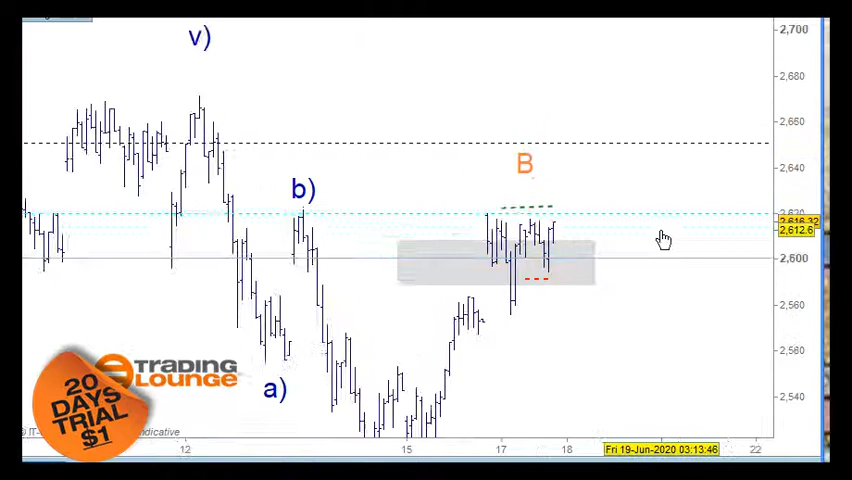 v)
b)
B
a)
2,700
2,680
2,660
2,640
2,616.32
2,612.6
2,600
2,580
2,560
2,540
TRADING
LOUNGE
20
DAYS
TRIAL
$1
12
15
17
18
Fri 19-Jun-2020 03:13:46
22